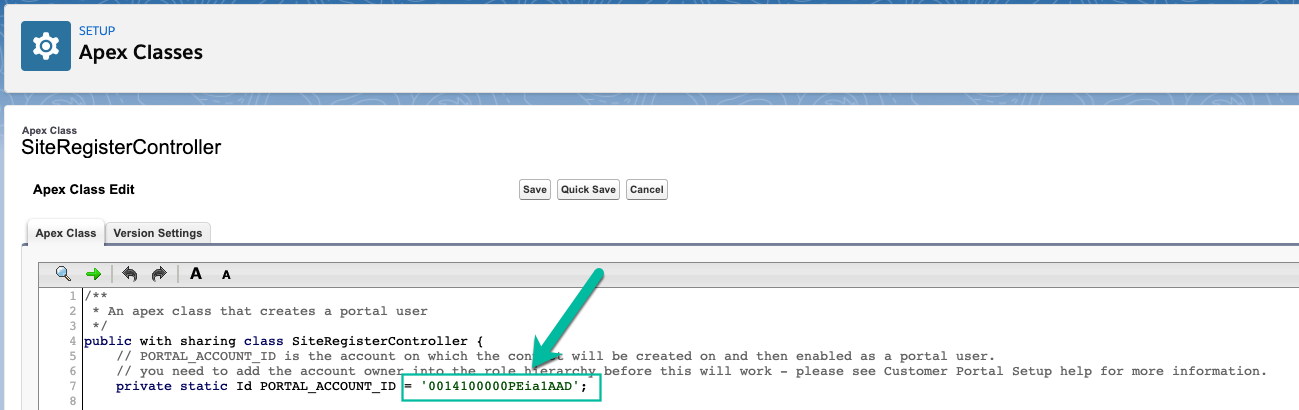 SETUP
Apex Classes
Apex Class
SiteRegisterController
Apex Class Edit
Save Quick Save Cancel
Apex Class Version Settings
A A
1 /**
2 * An apex class that creates a portal user
3 */
4 public with sharing class SiteRegisterController {
5 // PORTAL_ACCOUNT_ID is the account on which the will be created on and then enabled as a portal user.
6 // you need to add the account owner into the role hierarchy before this will work - please see Customer Portal Setup help for more information.
7 private static Id PORTAL_ACCOUNT_ID = '0014100000PEia1AAD';
8